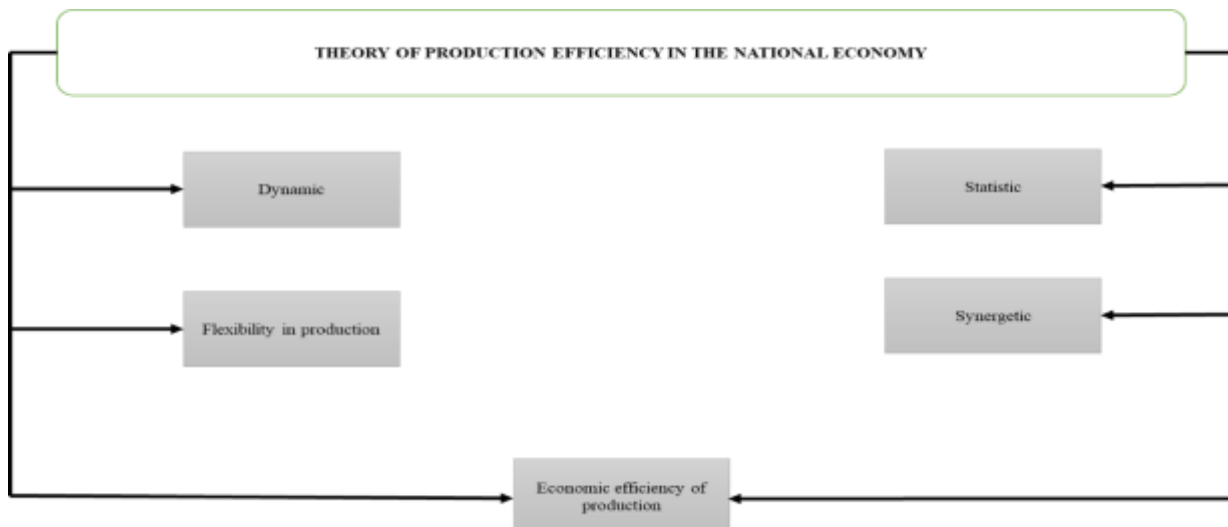 THEORY OF PRODUCTION EFFICIENCY IN THE NATIONAL ECONOMY
Dynamic
Statistic
Flexibility in production
Synergetic
Economic efficiency of
production